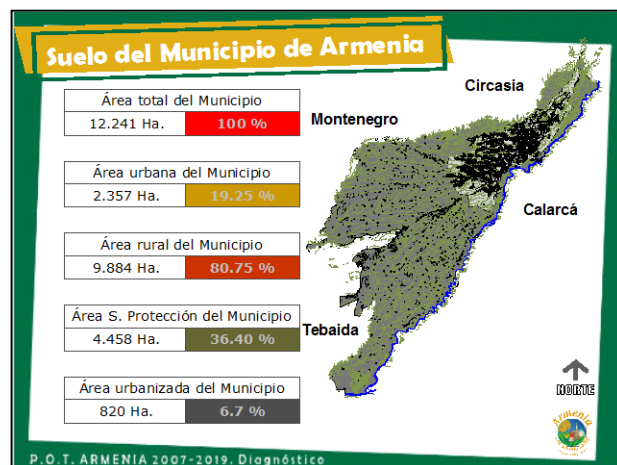 Suelo del Municipio de Armenia
Área total del Municipio
12.241 Ha. 100 %
Área urbana del Municipio
2.357 Ha. 19.25 %
Área rural del Municipio
9.884 Ha. 80.75 %
Área S. Protección del Municipio
4.458 Ha. 36.40 %
Área urbanizada del Municipio
820 Ha. 6.7 %
Circasia
Montenegro
Calarcá
Tebaida
NORTE
Armenia
P.O.T. ARMENIA 2007-2019. Diagnóstico